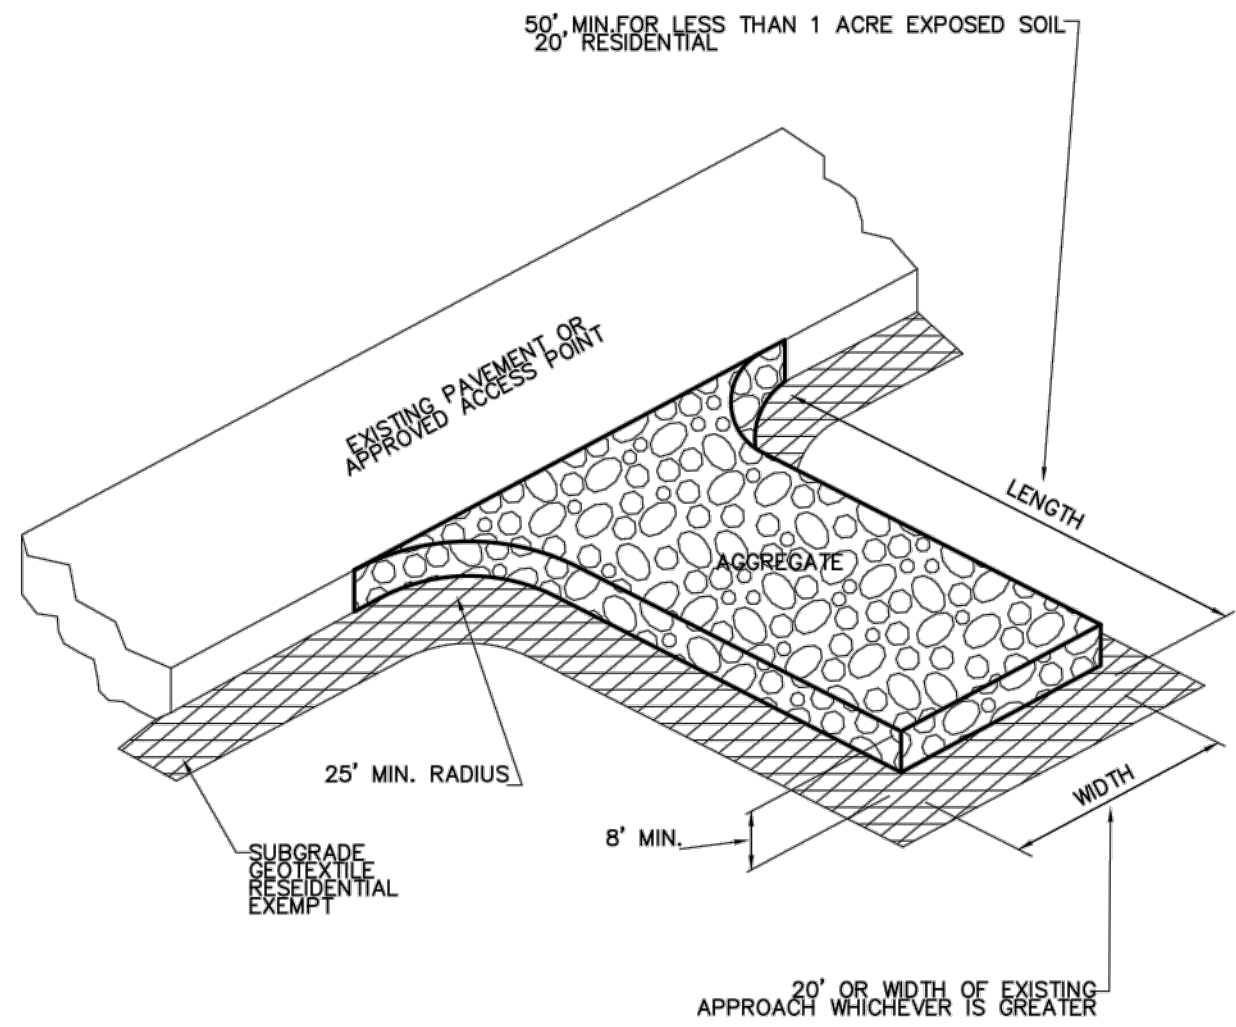 50' MIN.FOR LESS THAN 1 ACRE EXPOSED SOIL
20' RESIDENTIAL
EXISTING PAVEMENT OR
APPROVED ACCESS POINT
LENGTH
AGGREGATE
25' MIN. RADIUS
WIDTH
8' MIN.
SUBGRADE
GEOTEXTILE
RESEIDENTIAL
EXEMPT
20' OR WIDTH OF EXISTING
APPROACH WHICHEVER IS GREATER